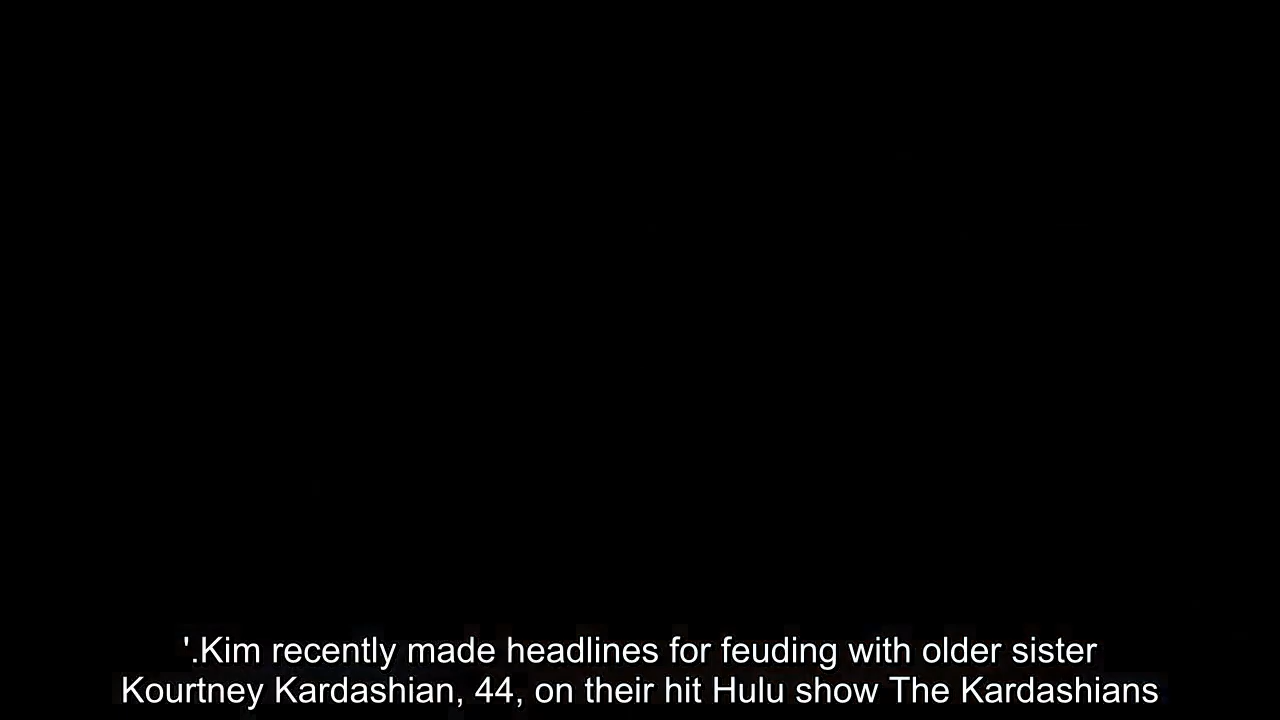 '.Kim recently made headlines for feuding with older sister
Kourtney Kardashian, 44, on their hit Hulu show The Kardashians